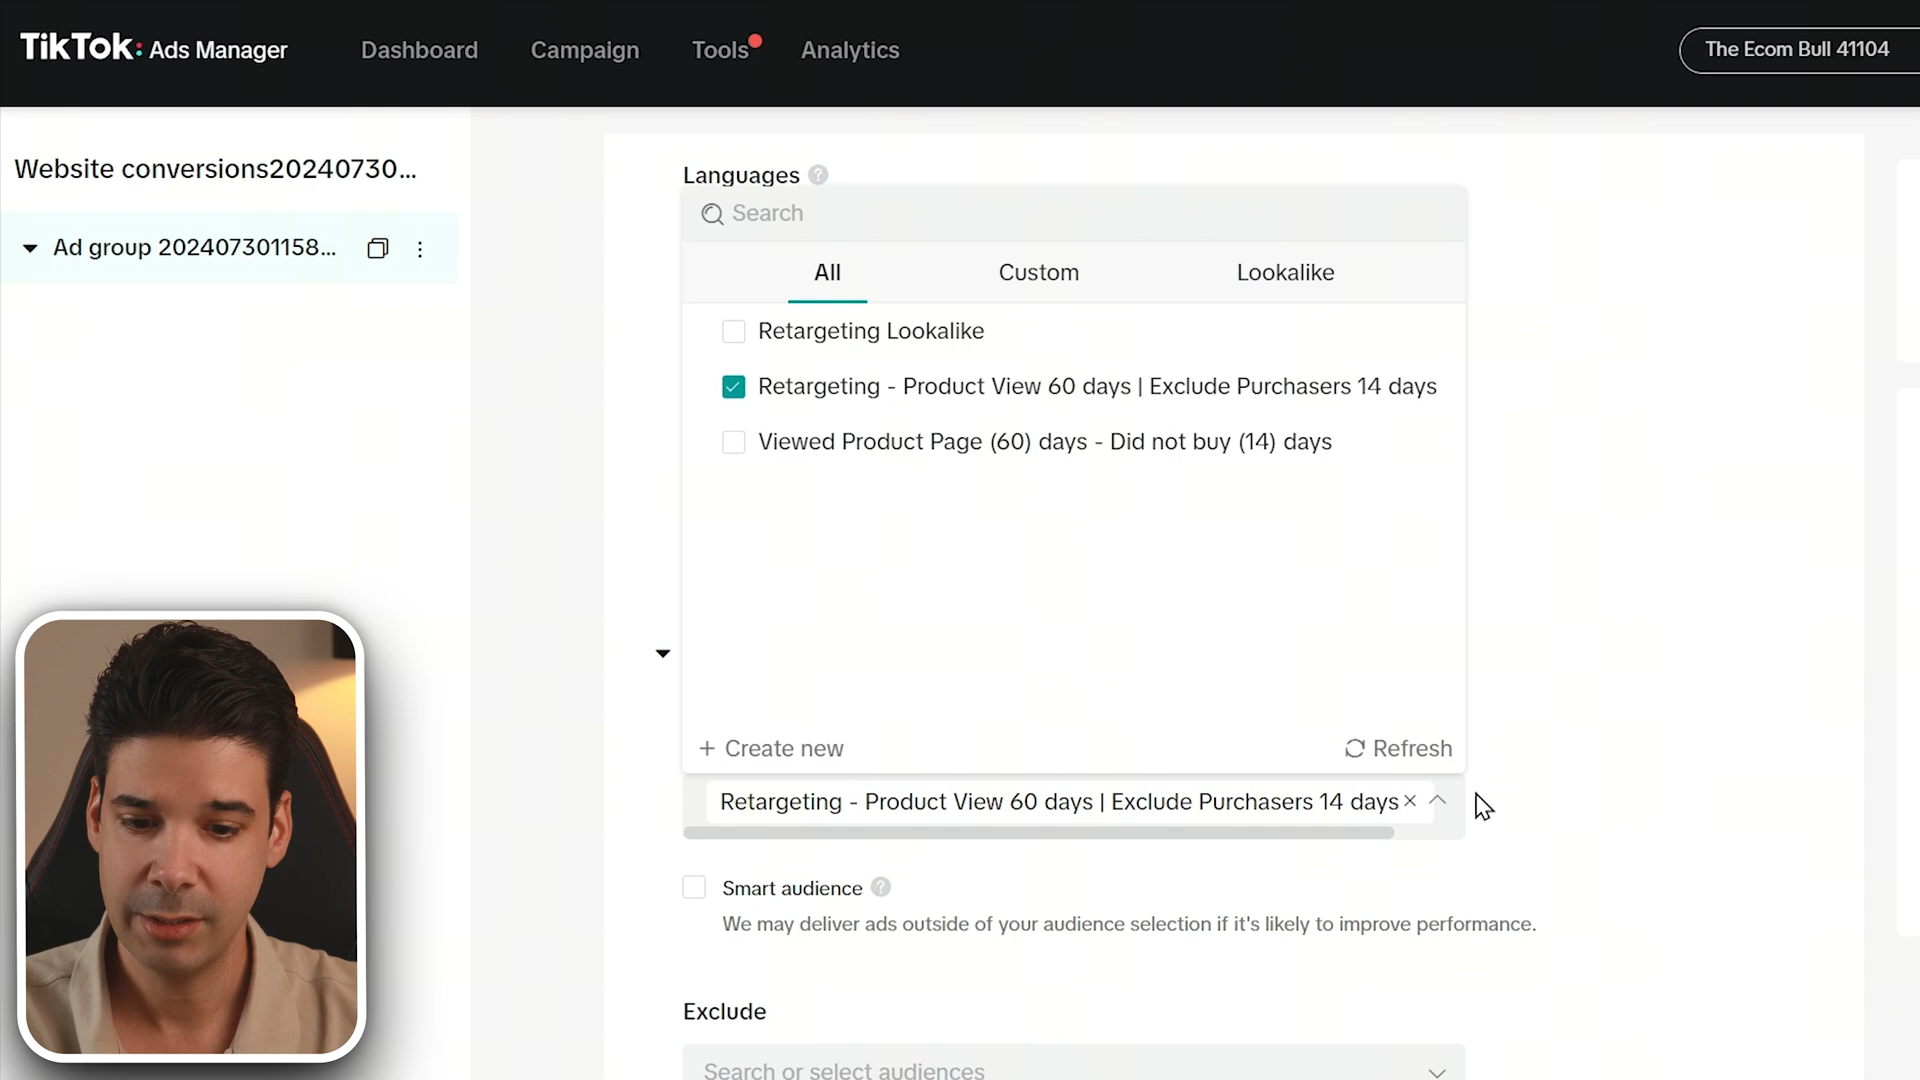 TikTok: Ads Manager
Dashboard
Campaign
Tools
Analytics
The Ecom Bull 41104
Website conversions20240730...
Ad group 202407301158...
Languages ?
Search
All
Custom
Lookalike
Retargeting Lookalike
Retargeting - Product View 60 days | Exclude Purchasers 14 days
Viewed Product Page (60) days - Did not buy (14) days
+ Create new
Refresh
Retargeting - Product View 60 days | Exclude Purchasers 14 days
Smart audience ?
We may deliver ads outside of your audience selection if it's likely to improve performance.
Exclude
Search or select audiences